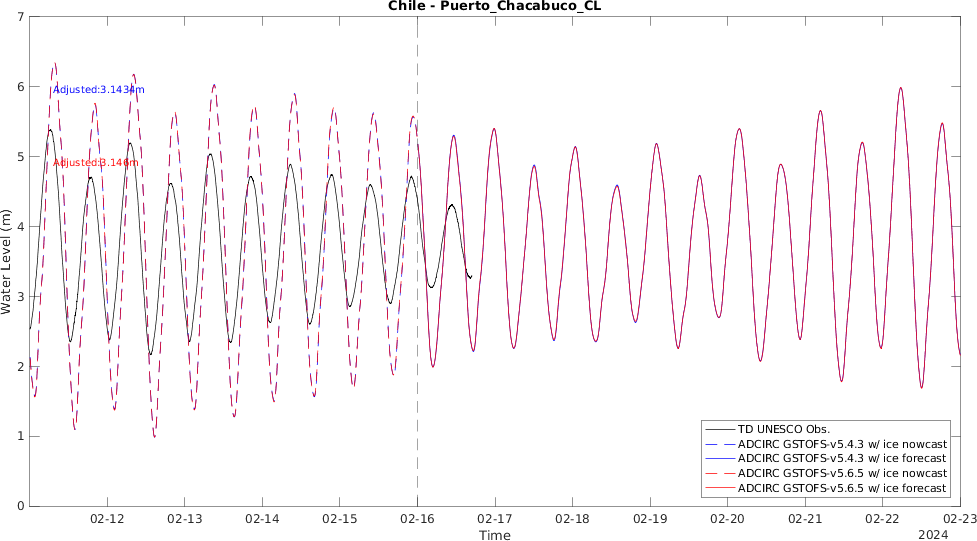 Chile - Puerto_Chacabuco_CL
7
6
5
4
3
2
1
0
Water Level (m)
Adjusted:3.1434m
Adjusted:3.146m
TD UNESCO Obs.
ADCIRC GSTOFS-v5.4.3 w/ ice nowcast
ADCIRC GSTOFS-v5.4.3 w/ ice forecast
ADCIRC GSTOFS-v5.6.5 w/ ice nowcast
ADCIRC GSTOFS-v5.6.5 w/ ice forecast
02-12 02-13 02-14 02-15 02-16 02-17 02-18 02-19 02-20 02-21 02-22 02-23
Time
2024